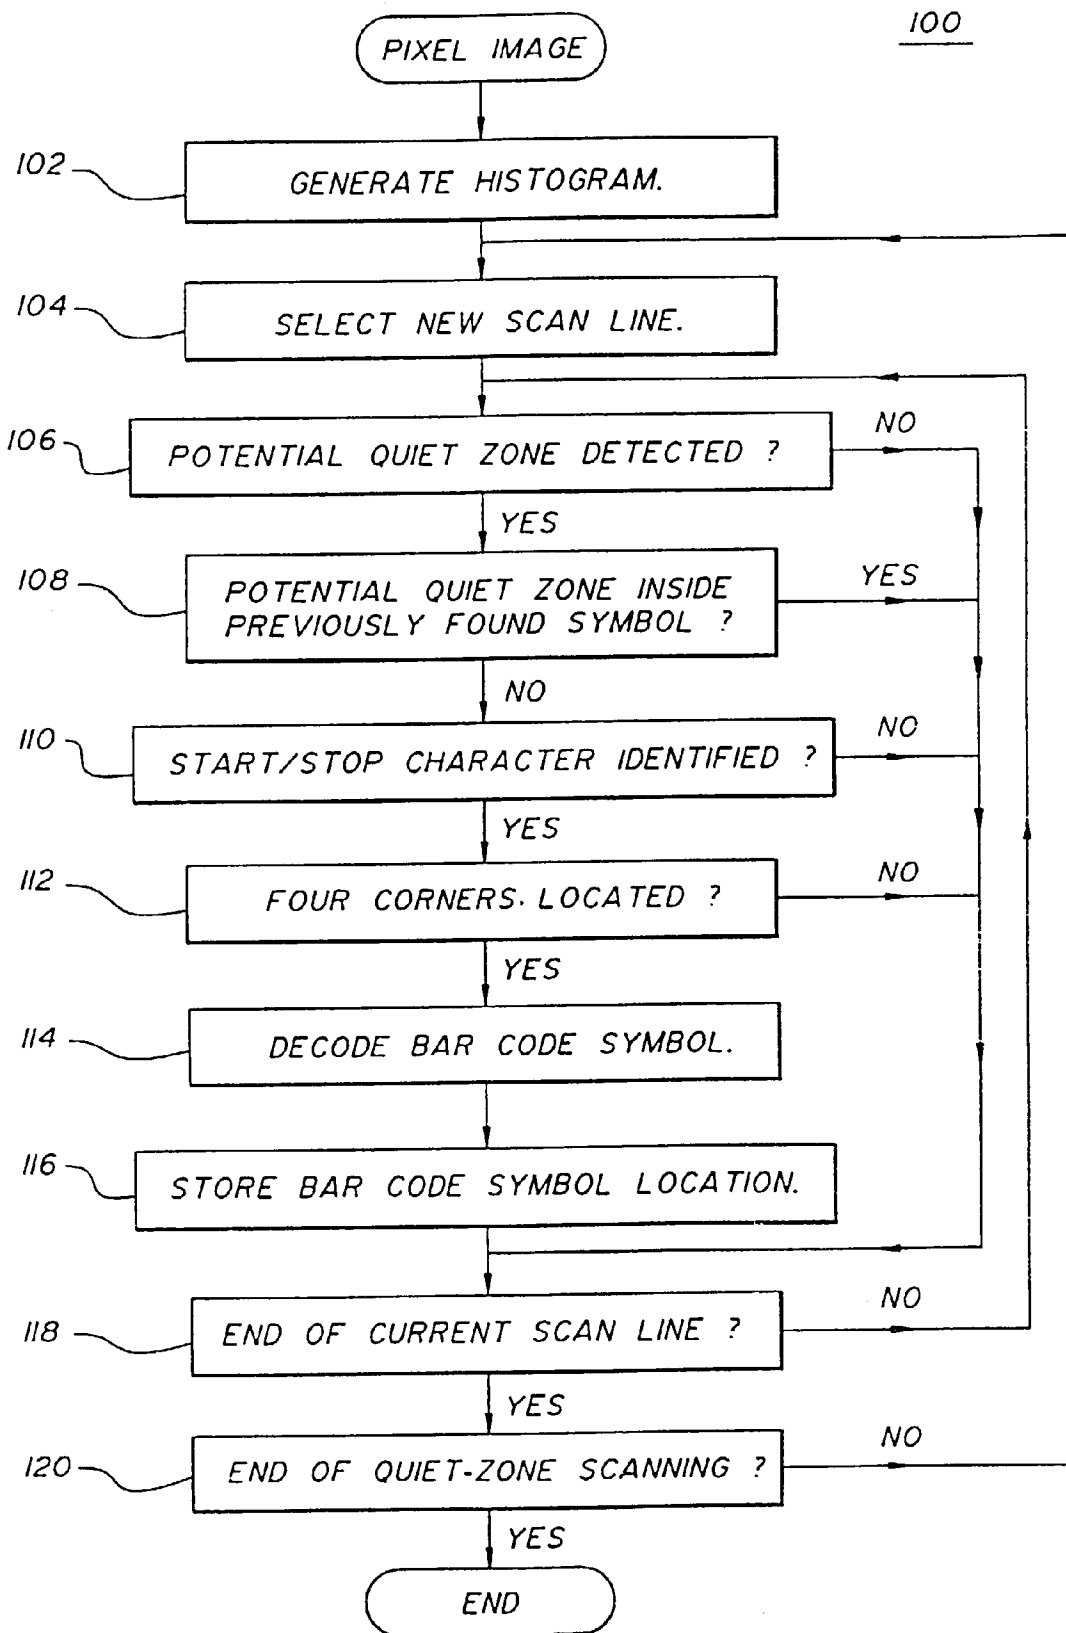 100
PIXEL IMAGE
102
GENERATE HISTOGRAM.
104
SELECT NEW SCAN LINE.
106
POTENTIAL QUIET ZONE DETECTED ?
NO
YES
108
POTENTIAL QUIET ZONE INSIDE
PREVIOUSLY FOUND SYMBOL ?
YES
NO
110
START/STOP CHARACTER IDENTIFIED ?
NO
YES
112
FOUR CORNERS. LOCATED ?
NO
YES
114
DECODE BAR CODE SYMBOL.
116
STORE BAR CODE SYMBOL LOCATION.
118
END OF CURRENT SCAN LINE ?
NO
YES
120
END OF QUIET-ZONE SCANNING ?
NO
YES
END